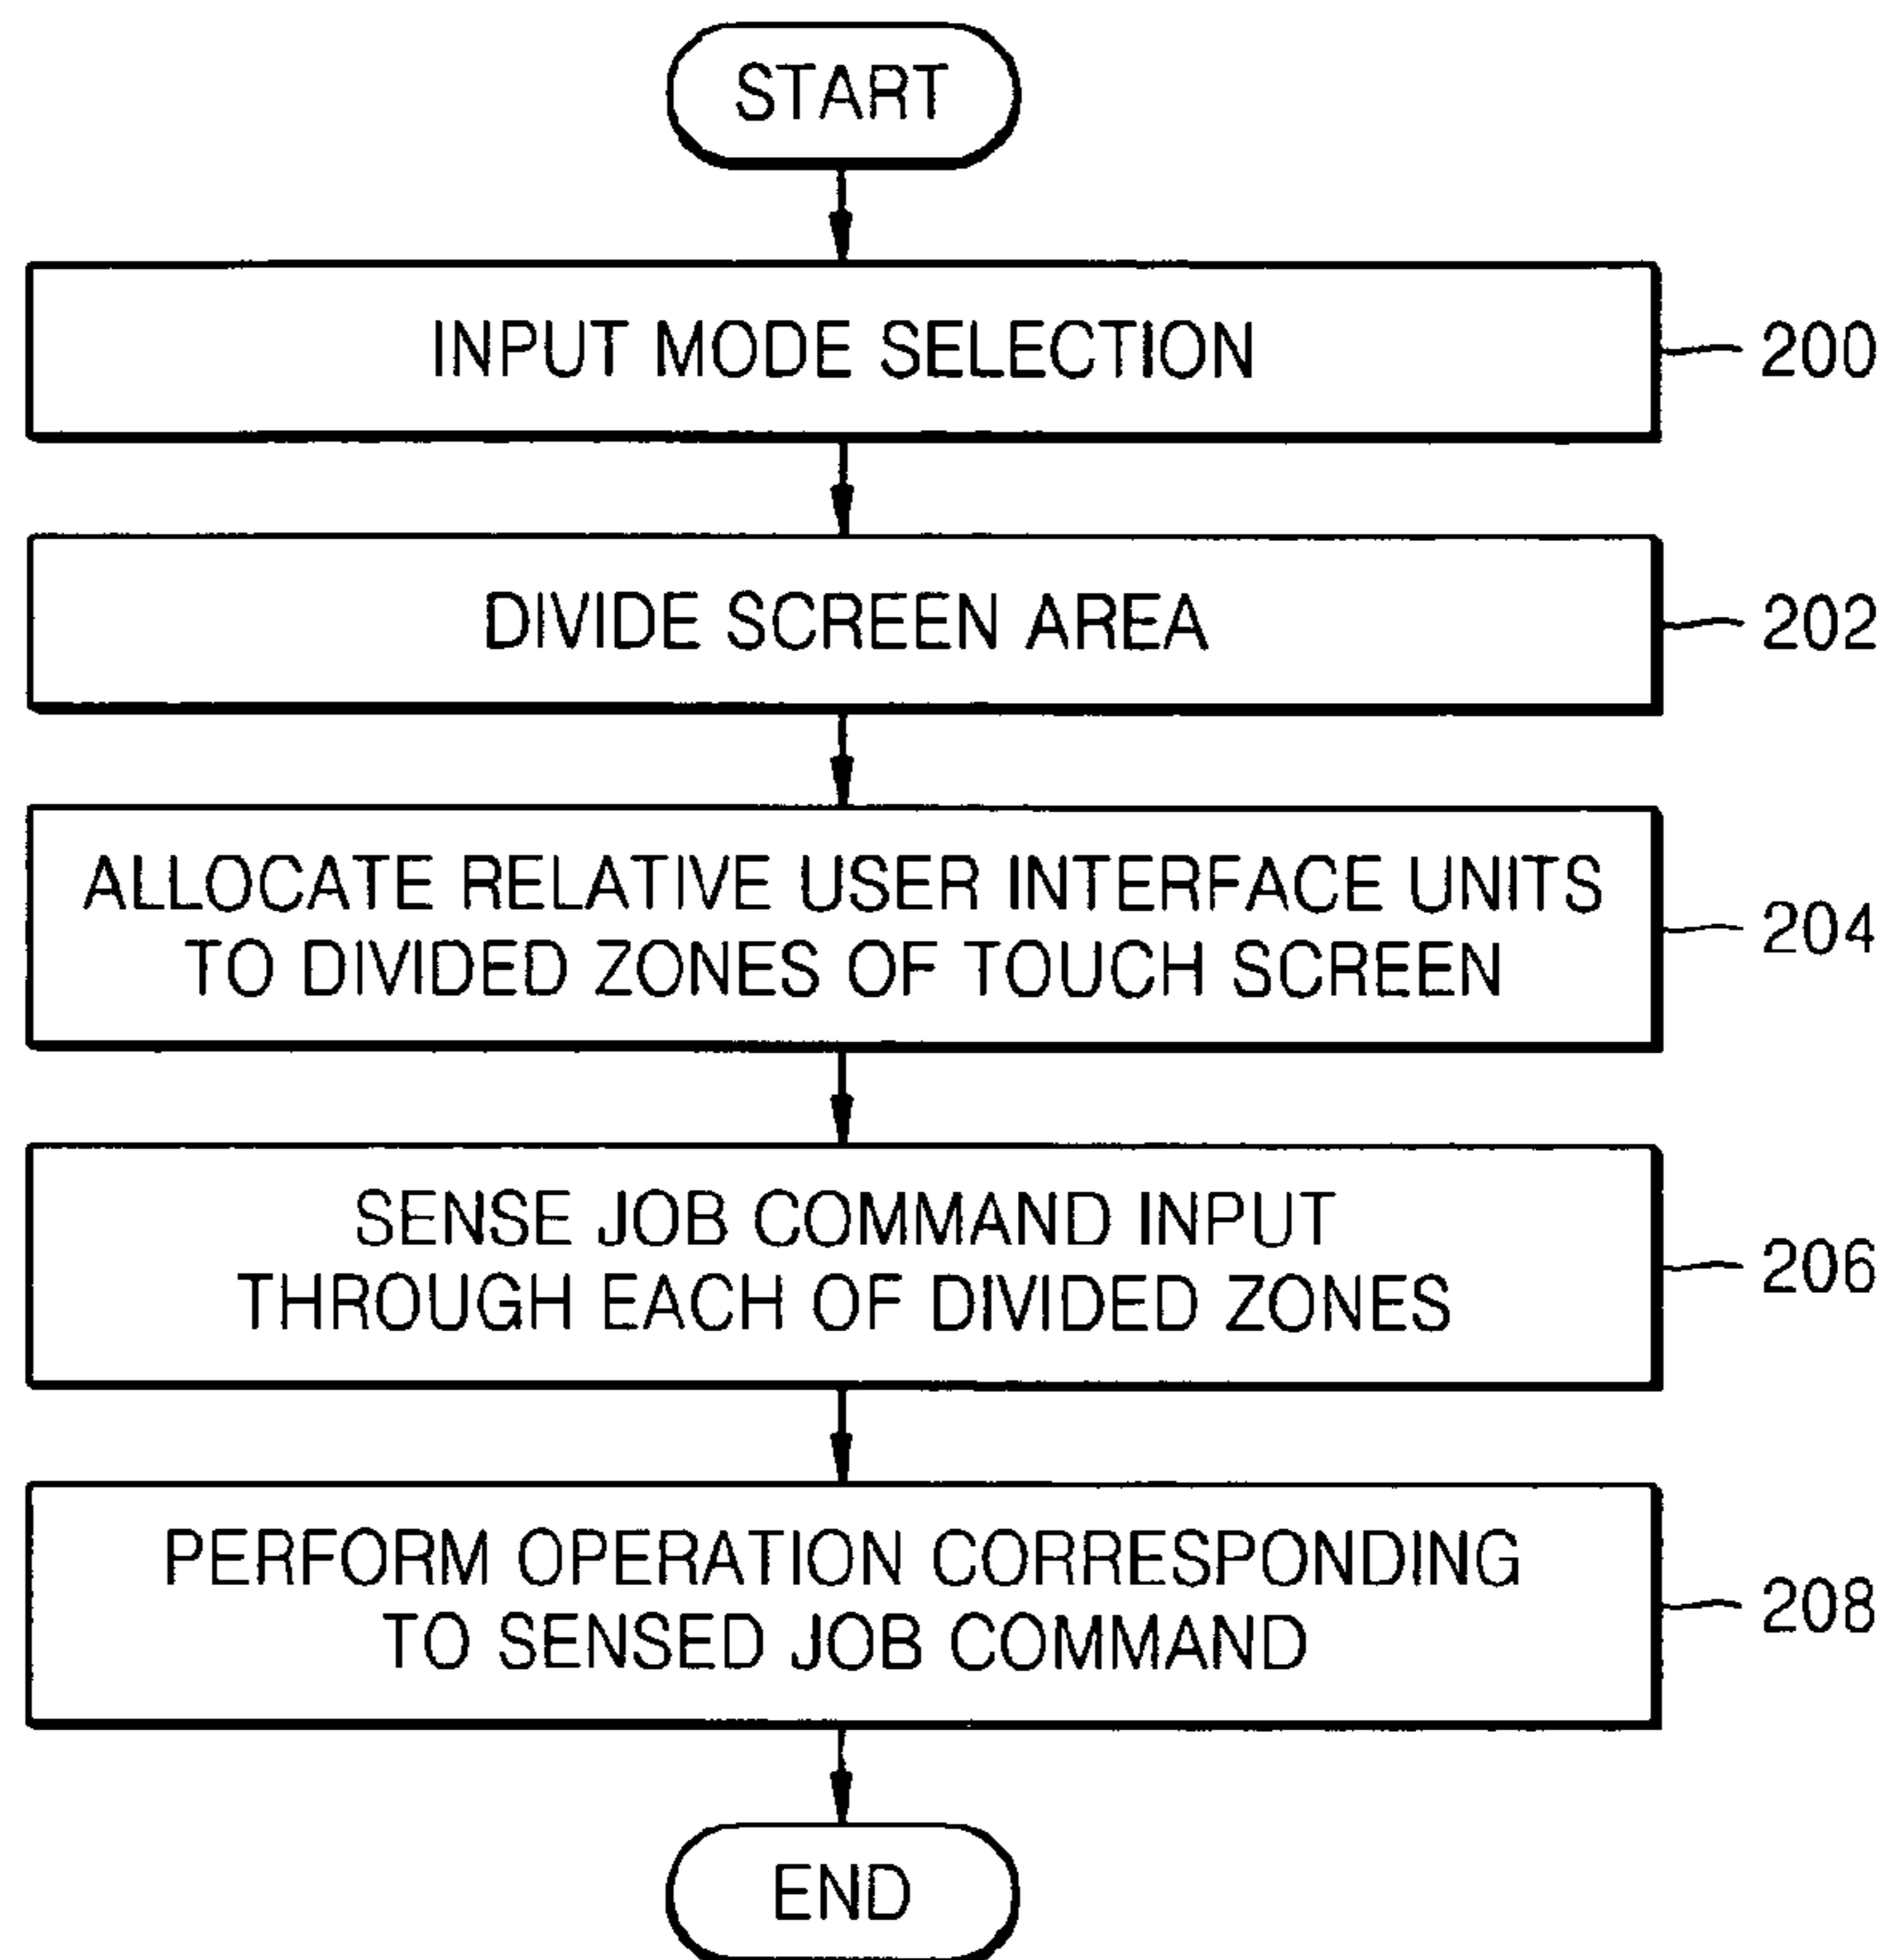 START
INPUT MODE SELECTION
200
DIVIDE SCREEN AREA
202
ALLOCATE RELATIVE USER INTERFACE UNITS
TO DIVIDED ZONES OF TOUCH SCREEN
204
SENSE JOB COMMAND INPUT
THROUGH EACH OF DIVIDED ZONES
206
PERFORM OPERATION CORRESPONDING
TO SENSED JOB COMMAND
208
END